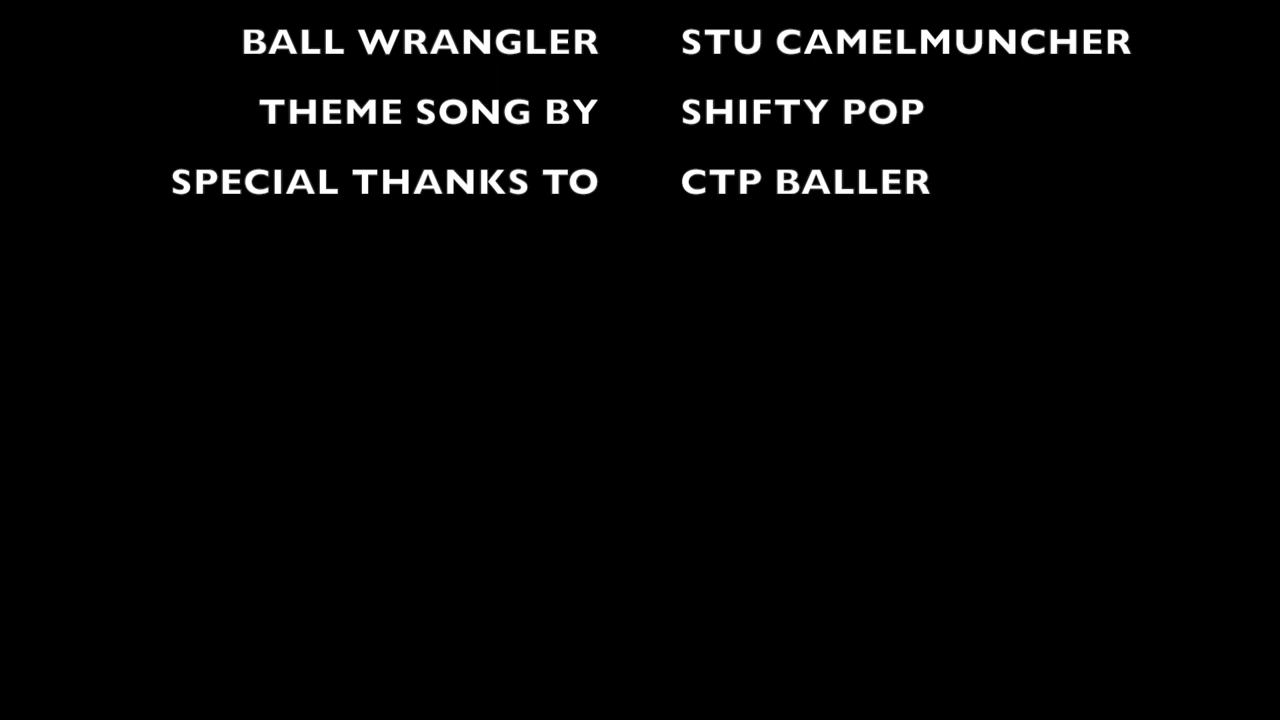 BALL WRANGLER STU CAMELMUNCHER
THEME SONG BY SHIFTY POP
SPECIAL THANKS TO CTP BALLER